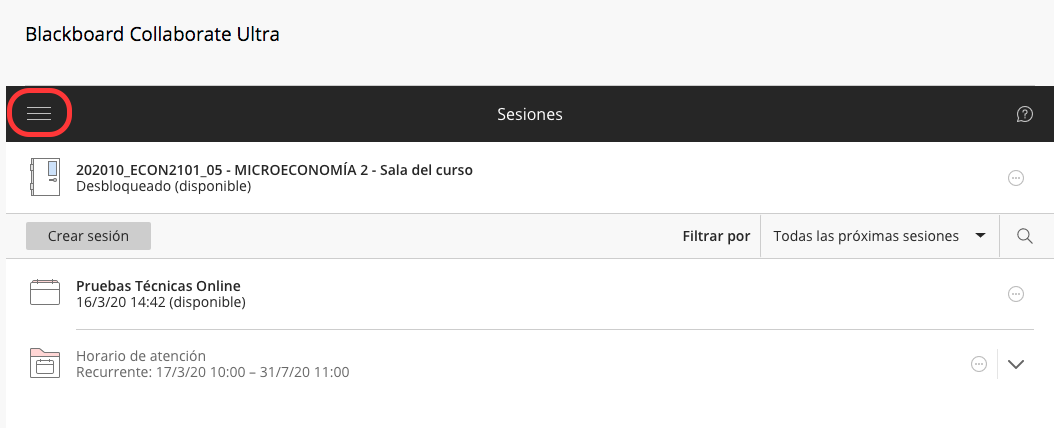 Blackboard Collaborate Ultra
Sesiones
202010_ECON2101_05 - MICROECONOMÍA 2 - Sala del curso
Desbloqueado (disponible)
Crear sesión
Filtrar por
Todas las próximas sesiones
Pruebas Técnicas Online
16/3/20 14:42 (disponible)
Horario de atención
Recurrente: 17/3/20 10:00 – 31/7/20 11:00